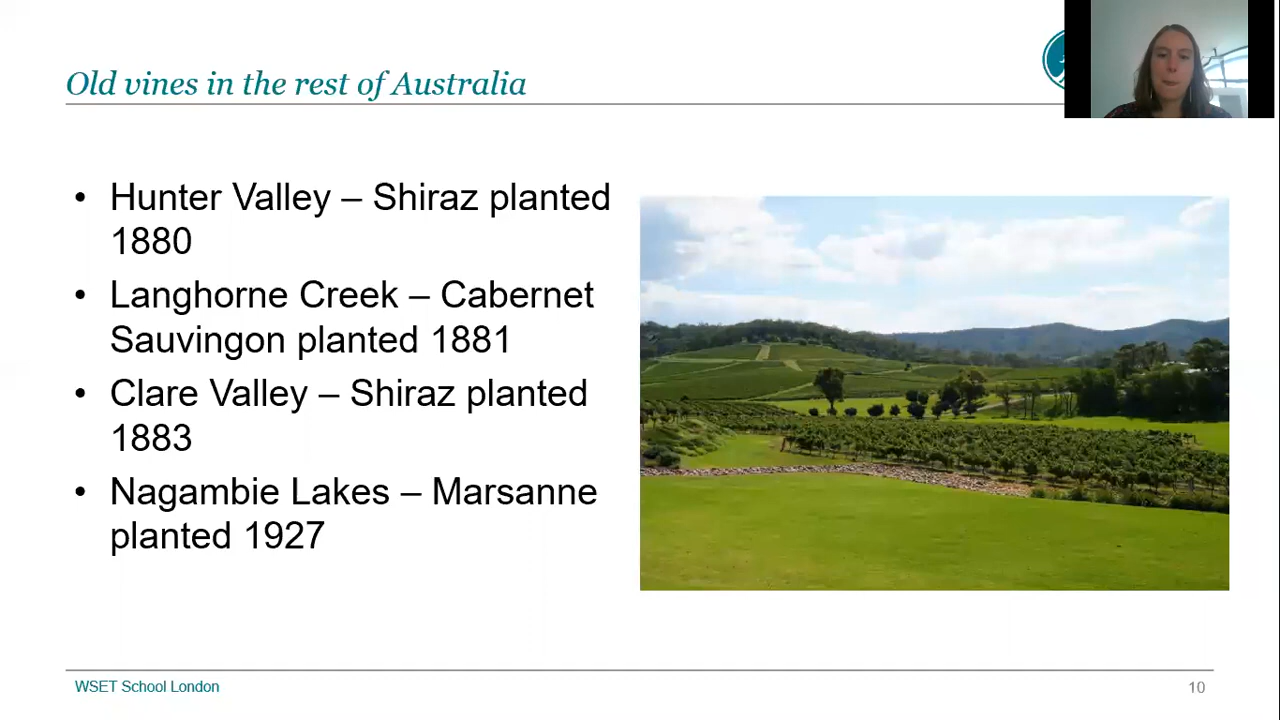 Old vines in the rest of Australia
• Hunter Valley – Shiraz planted
1880
• Langhorne Creek – Cabernet
Sauvingon planted 1881
• Clare Valley – Shiraz planted
1883
• Nagambie Lakes – Marsanne
planted 1927
WSET School London
10